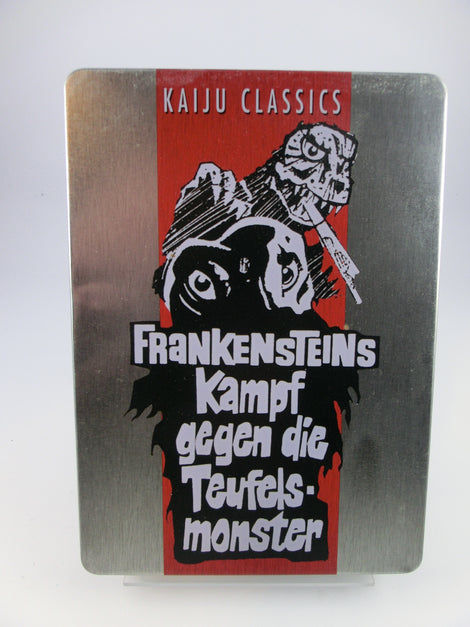 KAIJU CLASSICS
FRANKENSTEINS
Kampf
gegen die
Teufels-
monster